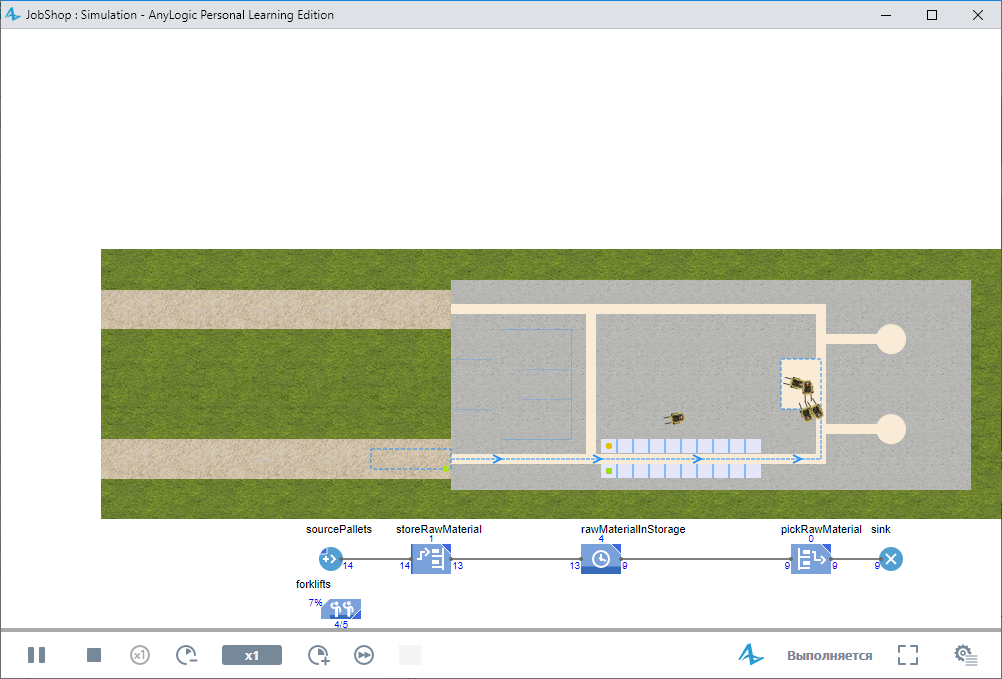 JobShop : Simulation - AnyLogic Personal Learning Edition
sourcePallets storeRawMaterial rawMaterialInStorage pickRawMaterial sink
1 4 0
14 14 13 13 9 9 9 9
forklifts
7%
4/5
x1 x1 Выполняется